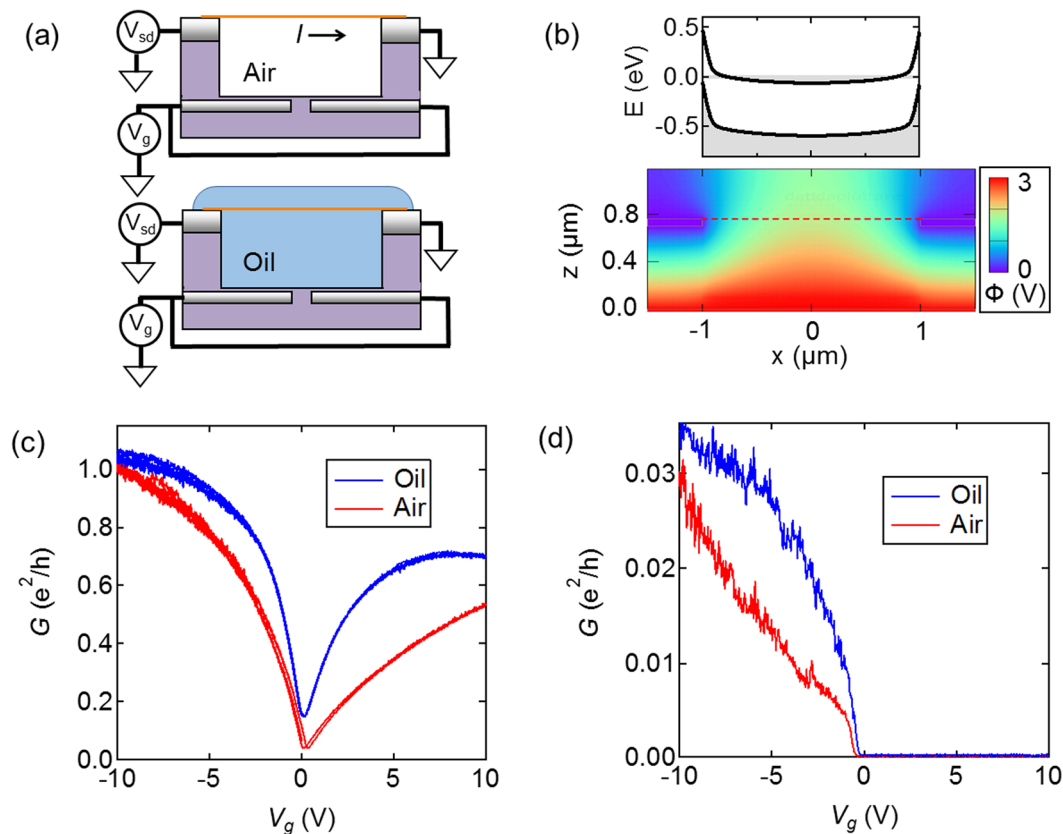 (a)
V_sd
I
Air
V_g
V_sd
Oil
V_g
(b)
E (eV)
0.0
-0.5
z (μm)
0.8
0.4
0.0
-1
0
1
x (μm)
3
0
Φ (V)
(c)
G (e²/h)
1.0
0.8
0.6
0.4
0.2
0.0
-10
-5
0
5
10
V_g (V)
Oil
Air
(d)
G (e²/h)
0.03
0.02
0.01
0.00
-10
-5
0
5
10
V_g (V)
Oil
Air